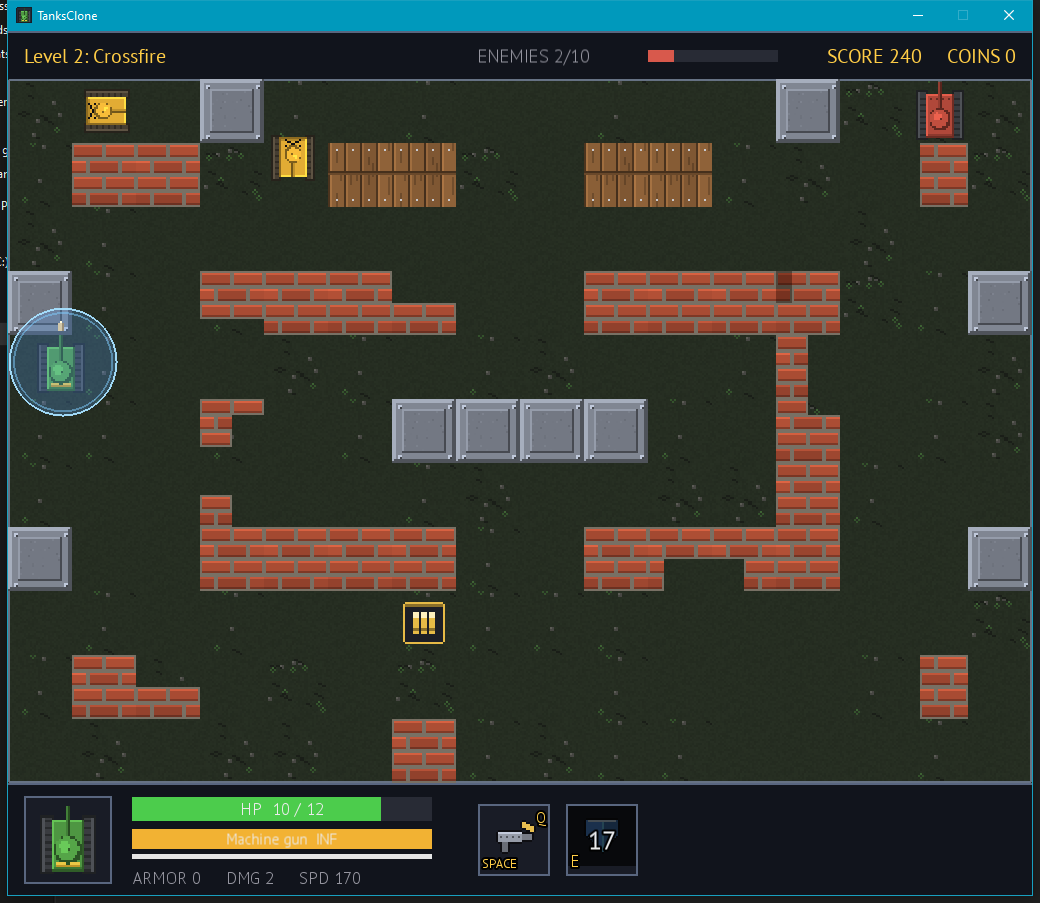 TanksClone
Level 2: Crossfire
ENEMIES 2/10
SCORE 240
COINS 0
HP 10 / 12
Machine gun INF
ARMOR 0 DMG 2 SPD 170
Q
SPACE
17
E